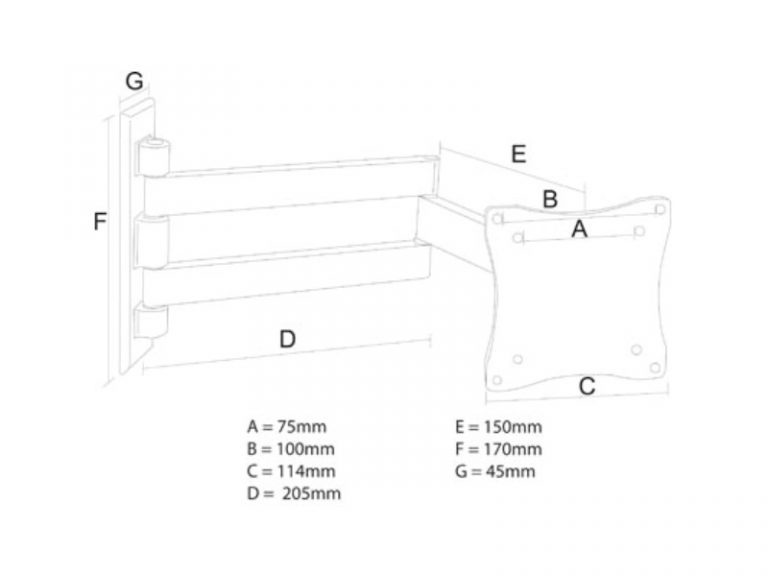 G
E
B
F
A
D
C
A = 75mm
B = 100mm
C = 114mm
D = 205mm
E = 150mm
F = 170mm
G = 45mm